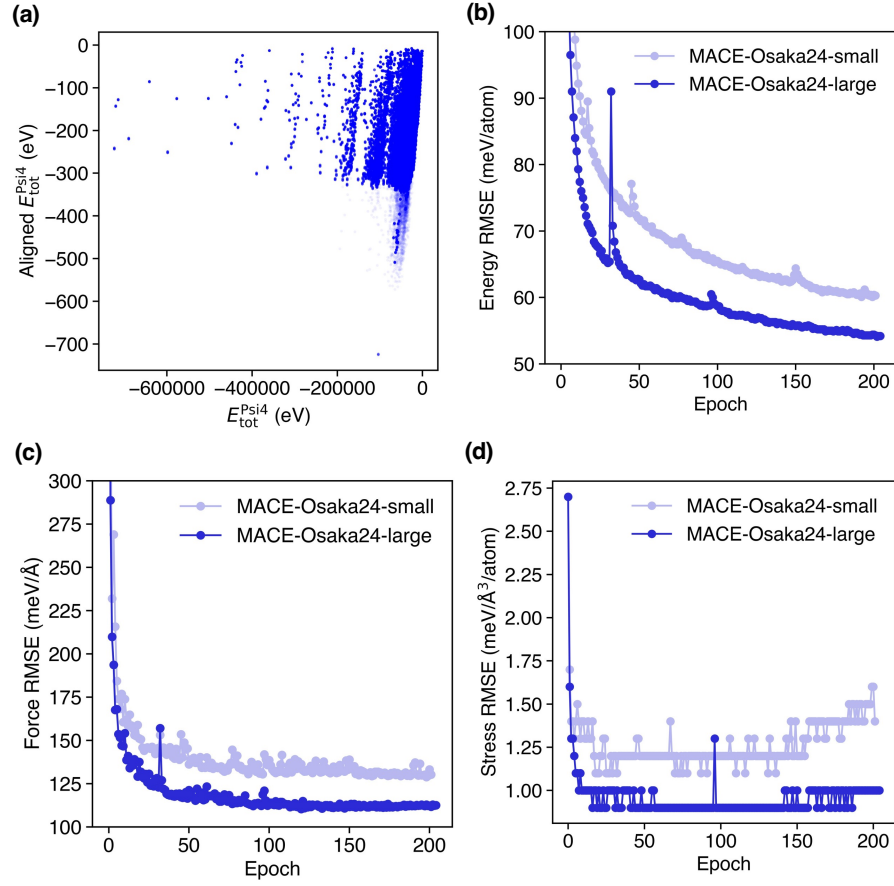 (a)
0
−100
−200
−300
−400
−500
−600
−700
Aligned E_tot^Psi4 (eV)
−600000 −400000 −200000 0
E_tot^Psi4 (eV)
(b)
100
90
80
70
60
50
Energy RMSE (meV/atom)
MACE-Osaka24-small
MACE-Osaka24-large
0 50 100 150 200
Epoch
(c)
300
275
250
225
200
175
150
125
100
Force RMSE (meV/Å)
MACE-Osaka24-small
MACE-Osaka24-large
0 50 100 150 200
Epoch
(d)
2.75
2.50
2.25
2.00
1.75
1.50
1.25
1.00
Stress RMSE (meV/Å³/atom)
MACE-Osaka24-small
MACE-Osaka24-large
0 50 100 150 200
Epoch